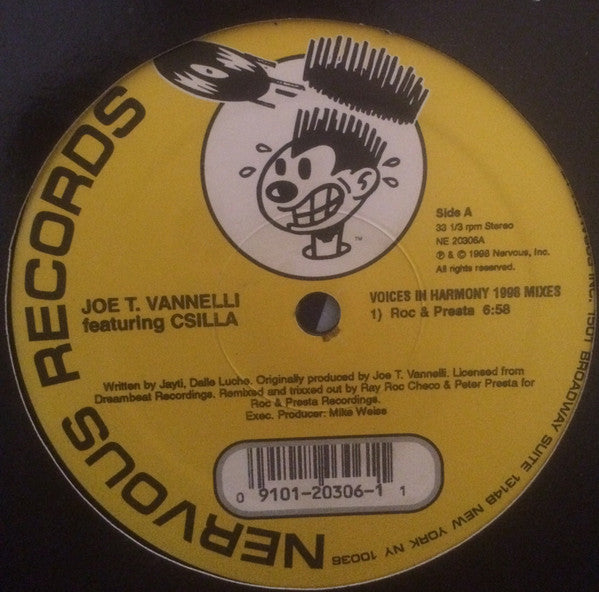 NERVOUS RECORDS
TM
Side A
33 1/3 rpm Stereo
NE 20306A
℗ & © 1998 Nervous, Inc.
All rights reserved.
JOE T. VANNELLI
featuring CSILLA
VOICES IN HARMONY 1998 MIXES
1) Roc & Presta 6:58
Written by Jayti, Dalle Luche. Originally produced by Joe T. Vannelli. Licensed from
Dreambeat Recordings. Remixed and trixxed out by Ray Roc Checo & Peter Presta for
Roc & Presta Recordings.
Exec. Producer: Mike Weiss
0 9101-20306-1 1
INC. 1501 BROADWAY SUITE 1314B NEW YORK NY 10036